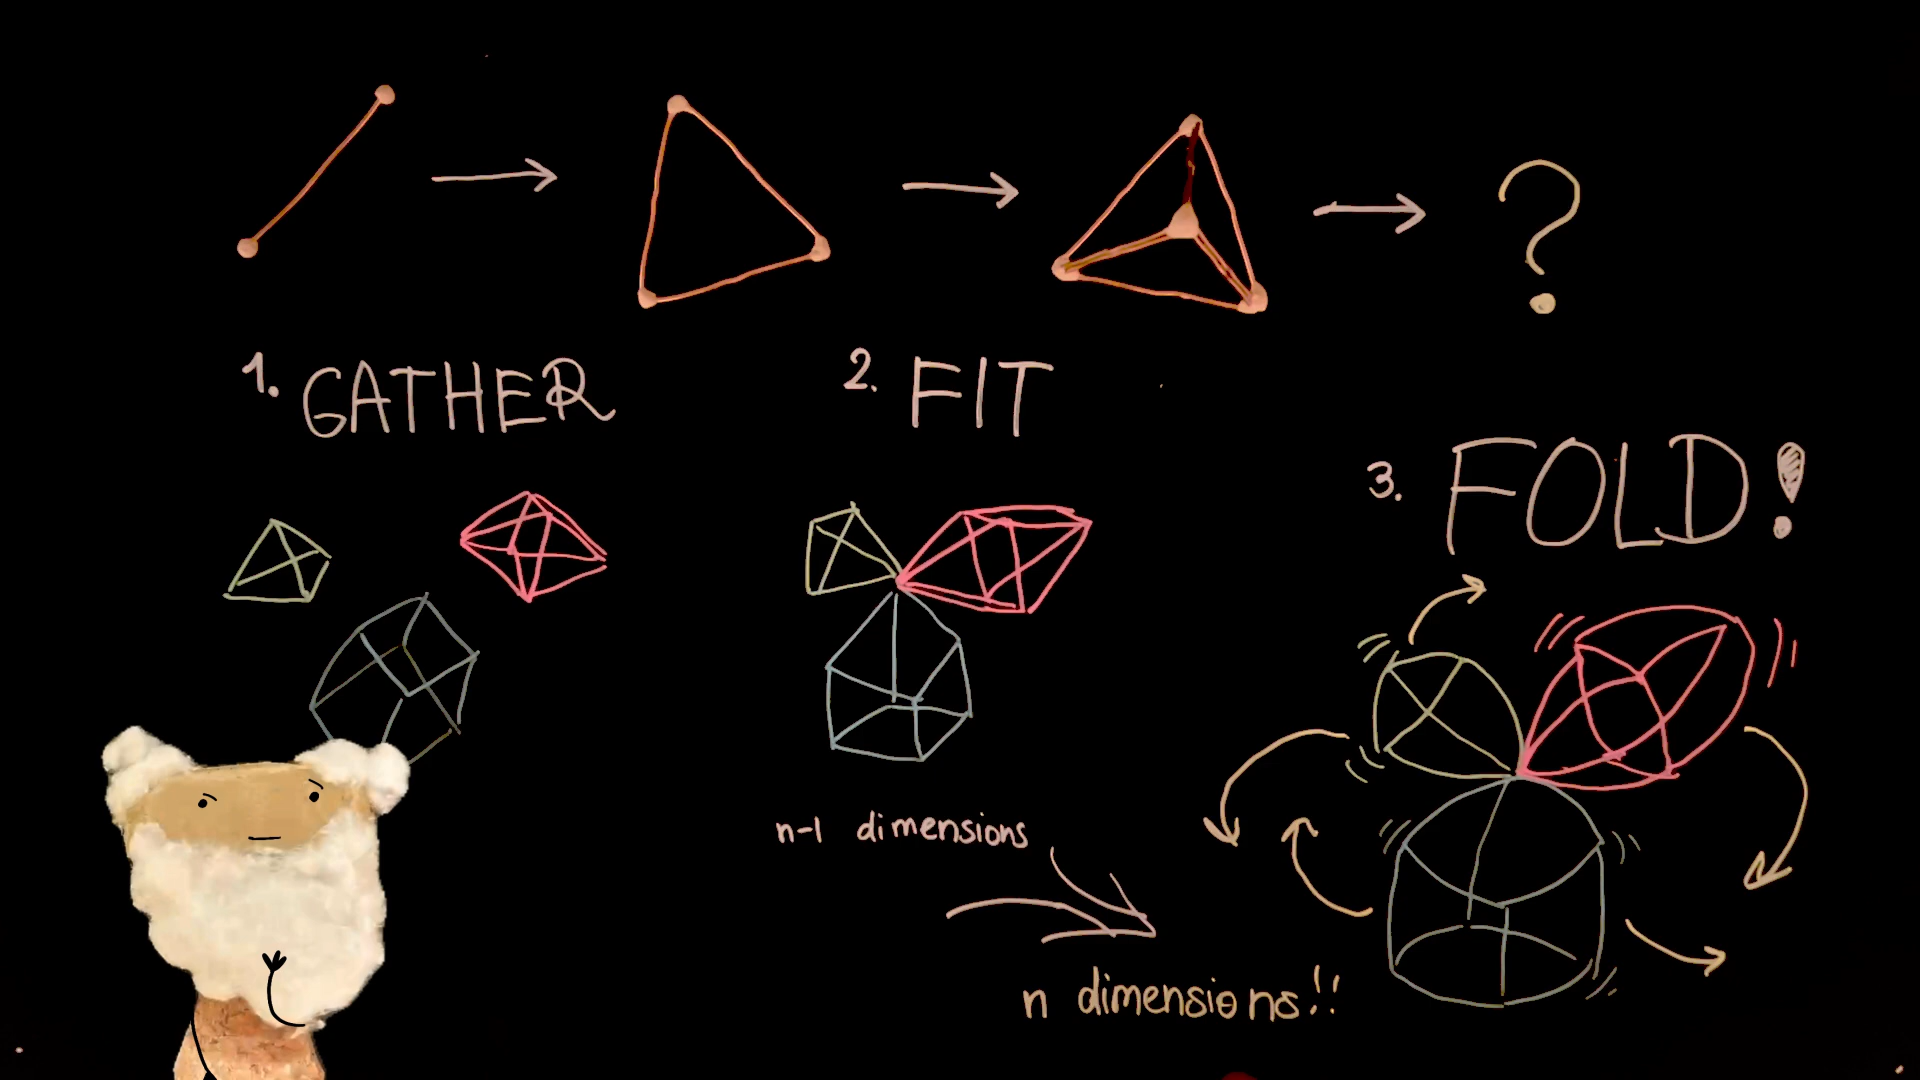 ?
1. GATHER
2. FIT
3. FOLD!
n-1 dimensions
n dimensions!!